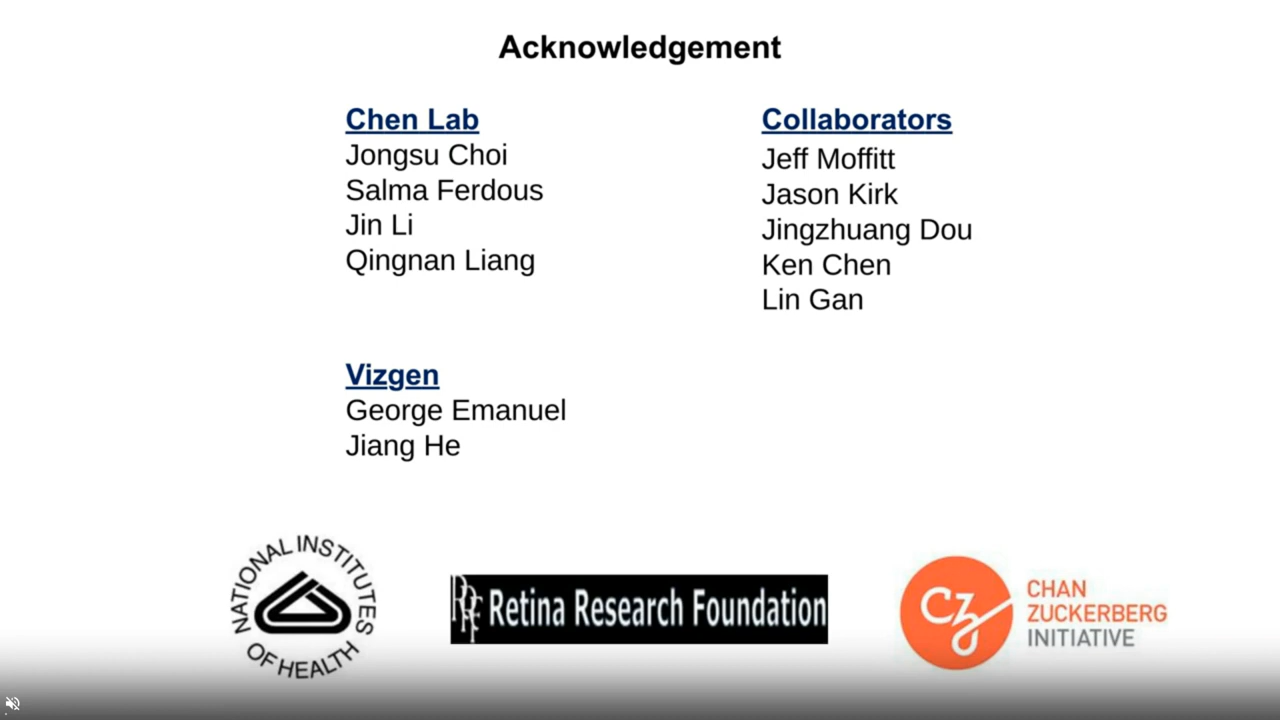 Acknowledgement
Chen Lab
Jongsu Choi
Salma Ferdous
Jin Li
Qingnan Liang
Collaborators
Jeff Moffitt
Jason Kirk
Jingzhuang Dou
Ken Chen
Lin Gan
Vizgen
George Emanuel
Jiang He
NATIONAL INSTITUTES
OF HEALTH
RRF Retina Research Foundation
CZ
CHAN
ZUCKERBERG
INITIATIVE